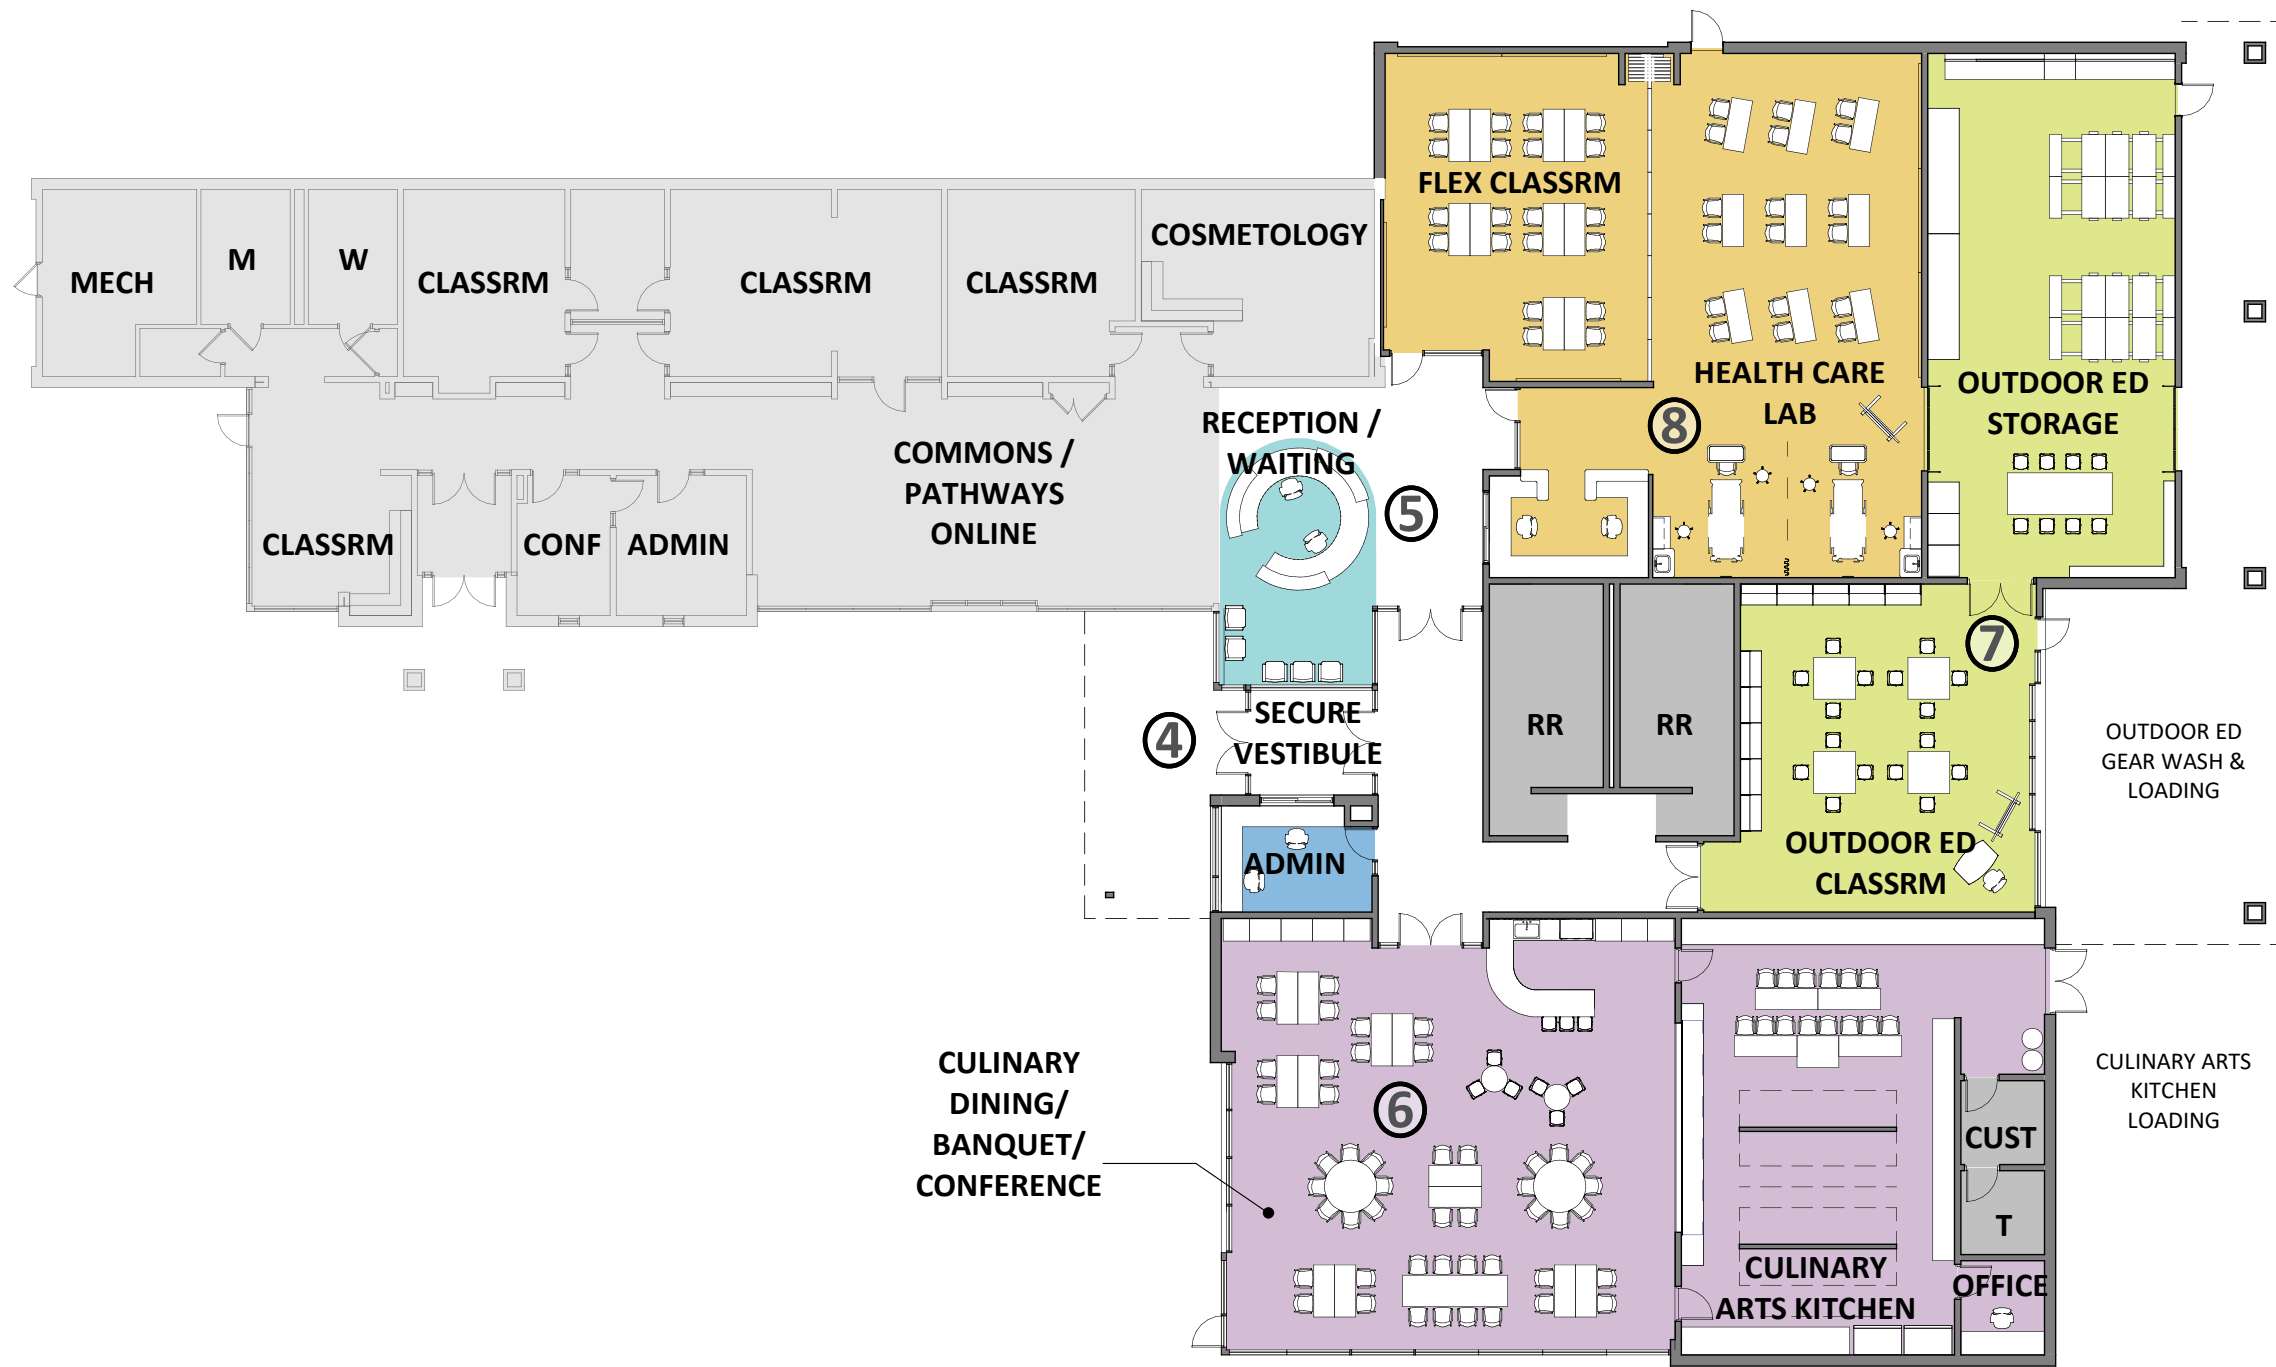 FLEX CLASSRM
MECH
M
W
CLASSRM
CLASSRM
CLASSRM
COSMETOLOGY
HEALTH CARE
LAB
8
OUTDOOR ED
STORAGE
RECEPTION /
WAITING
5
COMMONS /
PATHWAYS
ONLINE
CLASSRM
CONF
ADMIN
7
4
SECURE
VESTIBULE
RR
RR
OUTDOOR ED
GEAR WASH &
LOADING
ADMIN
OUTDOOR ED
CLASSRM
CULINARY
DINING/
BANQUET/
CONFERENCE
6
CULINARY ARTS
KITCHEN
LOADING
CUST
T
CULINARY
ARTS KITCHEN
OFFICE